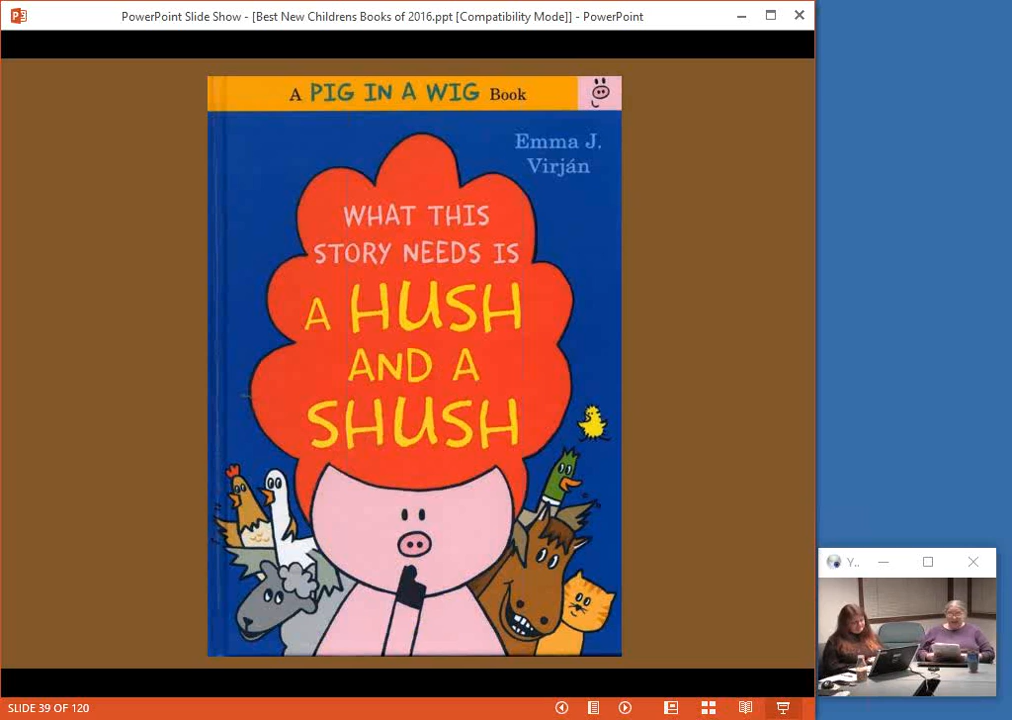 PowerPoint Slide Show - [Best New Childrens Books of 2016.ppt [Compatibility Mode]] - PowerPoint
A PIG IN A WIG Book
Emma J.
Virján
WHAT THIS
STORY NEEDS IS
A HUSH
AND A
SHUSH
Y..
SLIDE 39 OF 120